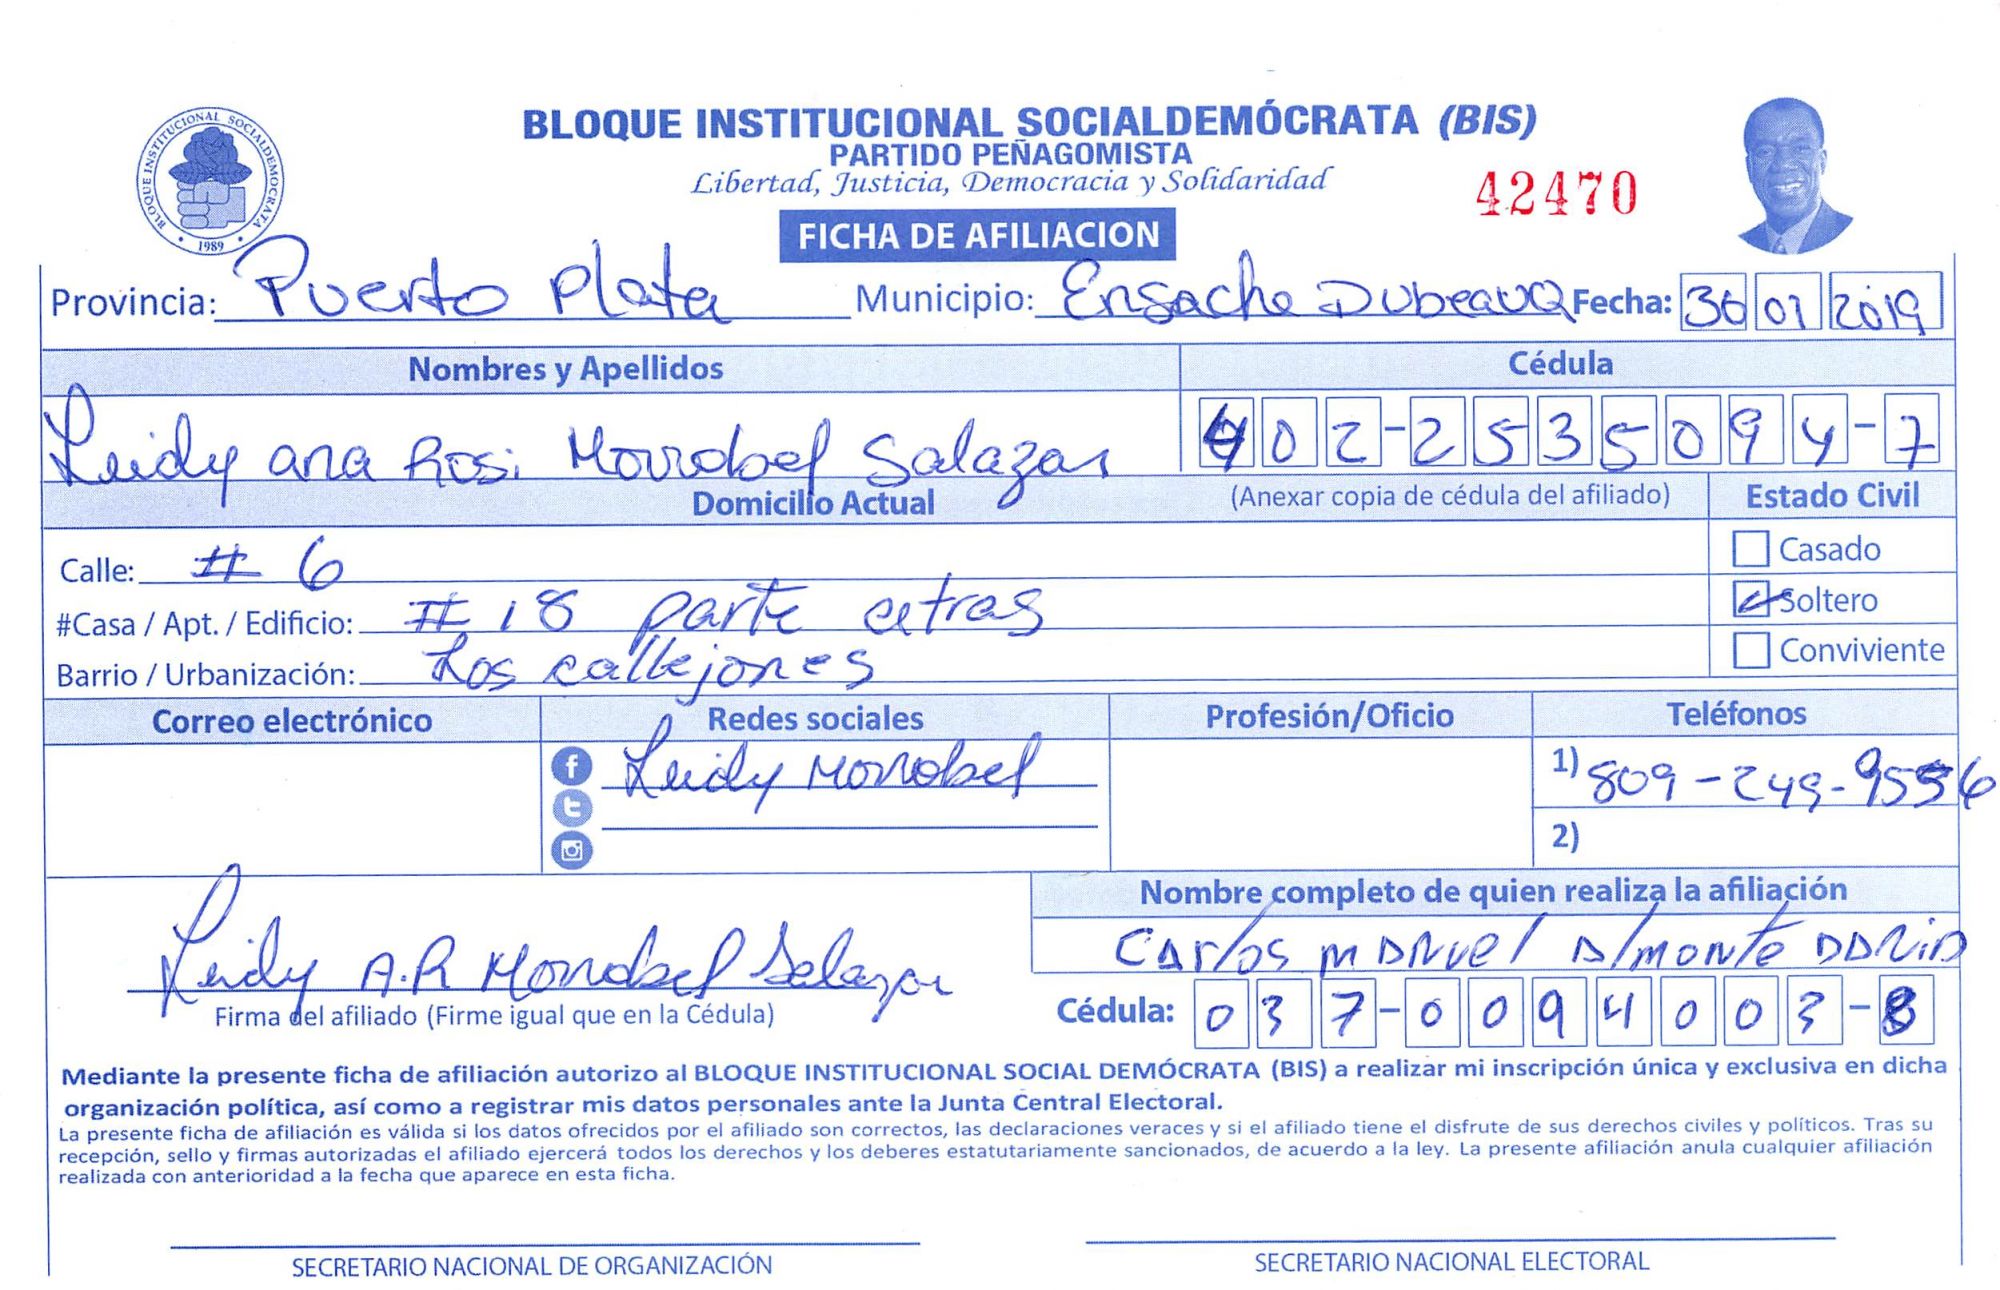 BLOQUE INSTITUCIONAL SOCIALDEMÓCRATA (BIS)
PARTIDO PEÑAGOMISTA
Libertad, Justicia, Democracia y Solidaridad
42470
BLOQUE INSTITUCIONAL SOCIALDEMOCRATA
• 1989 •
FICHA DE AFILIACION
Provincia: Puerto Plata Municipio: Ensache Dubeaua Fecha: 30 01 2019
Nombres y Apellidos Cédula
Leidy ana Rosi Morrobel Salazar 402-2535094-7
Domicilio Actual (Anexar copia de cédula del afiliado) Estado Civil
Calle: # 6 Casado
#Casa / Apt. / Edificio: # 18 parte atras Soltero
Barrio / Urbanización: Los callejones Conviviente
Correo electrónico Redes sociales Profesión/Oficio Teléfonos
Leidy Morrobel 1) 809-249-9556
2)
Nombre completo de quien realiza la afiliación
Carlos manuel Almonte
Leidy A.R Morrobel Salazar
Firma del afiliado (Firme igual que en la Cédula) Cédula: 037-0094003-8
Mediante la presente ficha de afiliación autorizo al BLOQUE INSTITUCIONAL SOCIAL DEMÓCRATA (BIS) a realizar mi inscripción única y exclusiva en dicha
organización política, así como a registrar mis datos personales ante la Junta Central Electoral.
La presente ficha de afiliación es válida si los datos ofrecidos por el afiliado son correctos, las declaraciones veraces y si el afiliado tiene el disfrute de sus derechos civiles y políticos. Tras su
recepción, sello y firmas autorizadas el afiliado ejercerá todos los derechos y los deberes estatutariamente sancionados, de acuerdo a la ley. La presente afiliación anula cualquier afiliación
realizada con anterioridad a la fecha que aparece en esta ficha.
SECRETARIO NACIONAL DE ORGANIZACIÓN SECRETARIO NACIONAL ELECTORAL